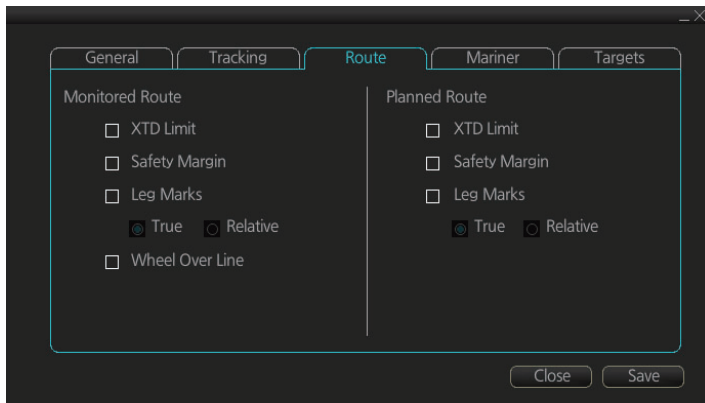 General
Tracking
Route
Mariner
Targets
Monitored Route
XTD Limit
Safety Margin
Leg Marks
True
Relative
Wheel Over Line
Planned Route
XTD Limit
Safety Margin
Leg Marks
True
Relative
Close
Save